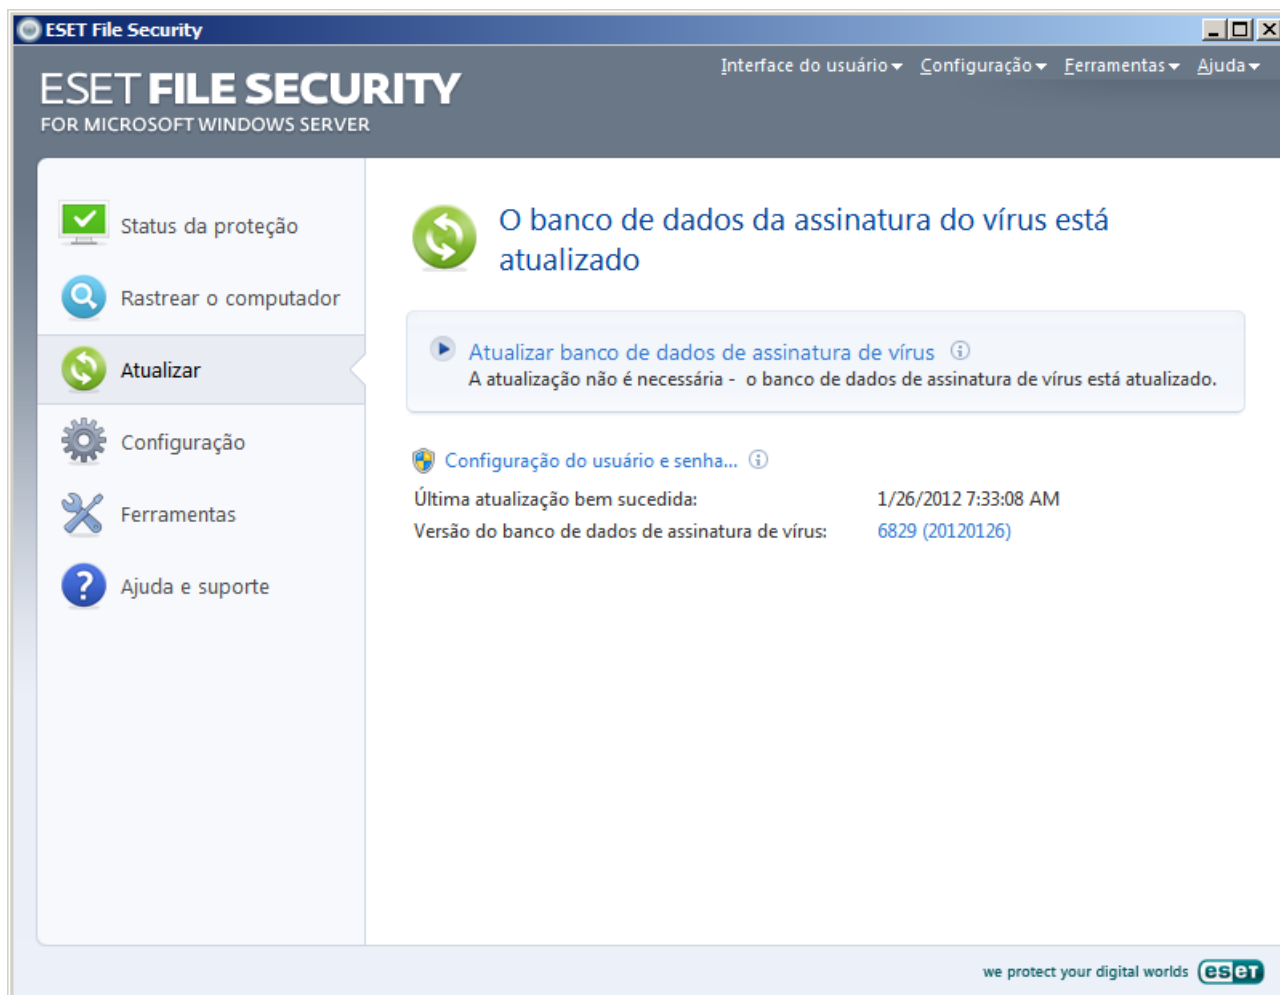 ESET File Security
ESET FILE SECURITY
FOR MICROSOFT WINDOWS SERVER
Interface do usuário Configuração Ferramentas Ajuda
Status da proteção
Rastrear o computador
Atualizar
Configuração
Ferramentas
Ajuda e suporte
O banco de dados da assinatura do vírus está
atualizado
Atualizar banco de dados de assinatura de vírus
A atualização não é necessária - o banco de dados de assinatura de vírus está atualizado.
Configuração do usuário e senha...
Última atualização bem sucedida: 1/26/2012 7:33:08 AM
Versão do banco de dados de assinatura de vírus: 6829 (20120126)
we protect your digital worlds eset